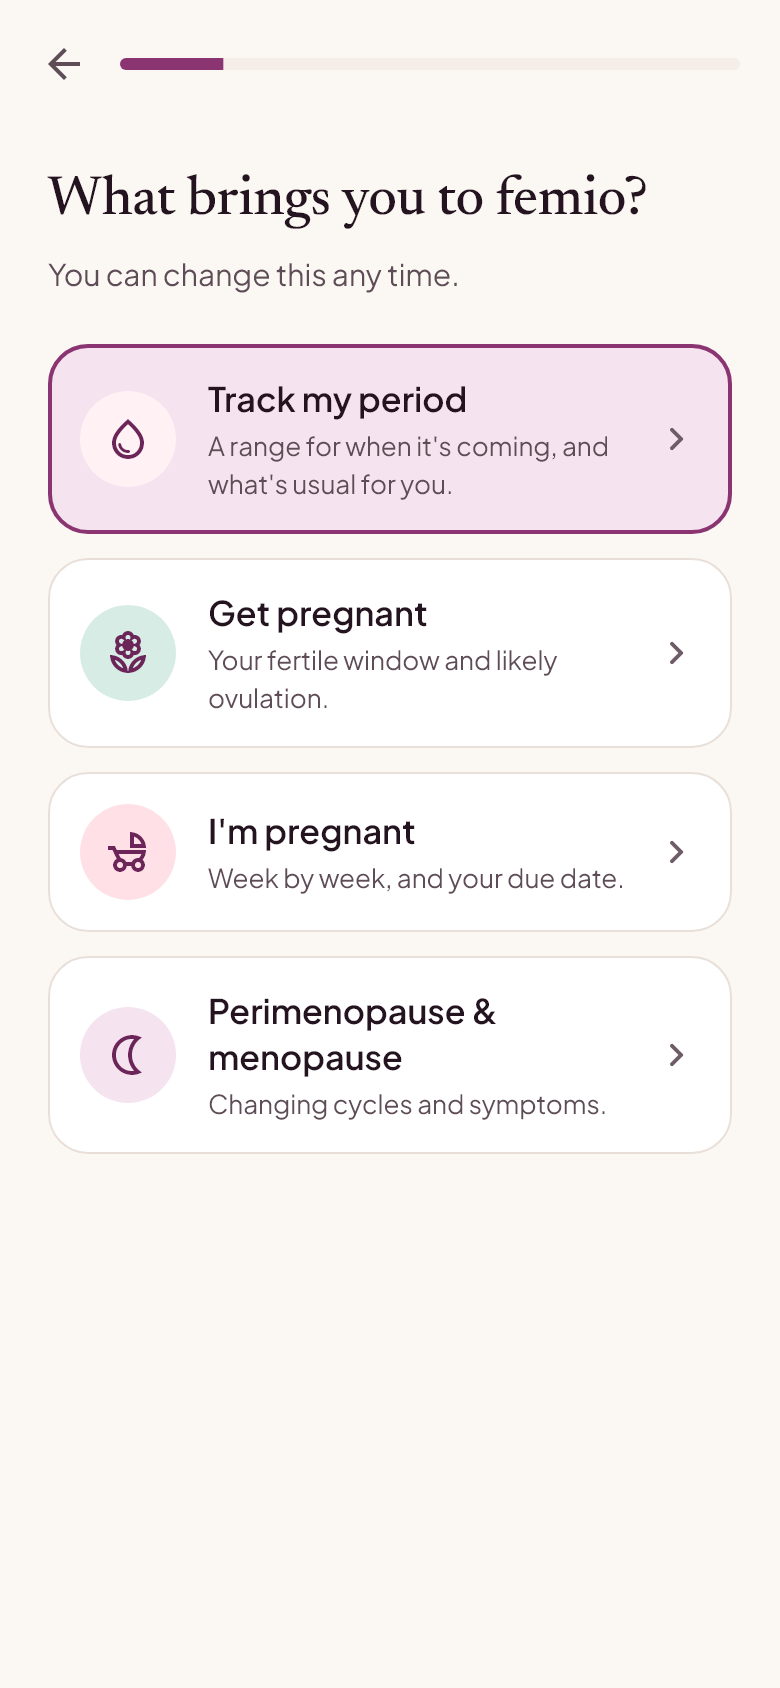 What brings you to femio?
You can change this any time.
Track my period
A range for when it's coming, and
what's usual for you.
Get pregnant
Your fertile window and likely
ovulation.
I'm pregnant
Week by week, and your due date.
Perimenopause &
menopause
Changing cycles and symptoms.